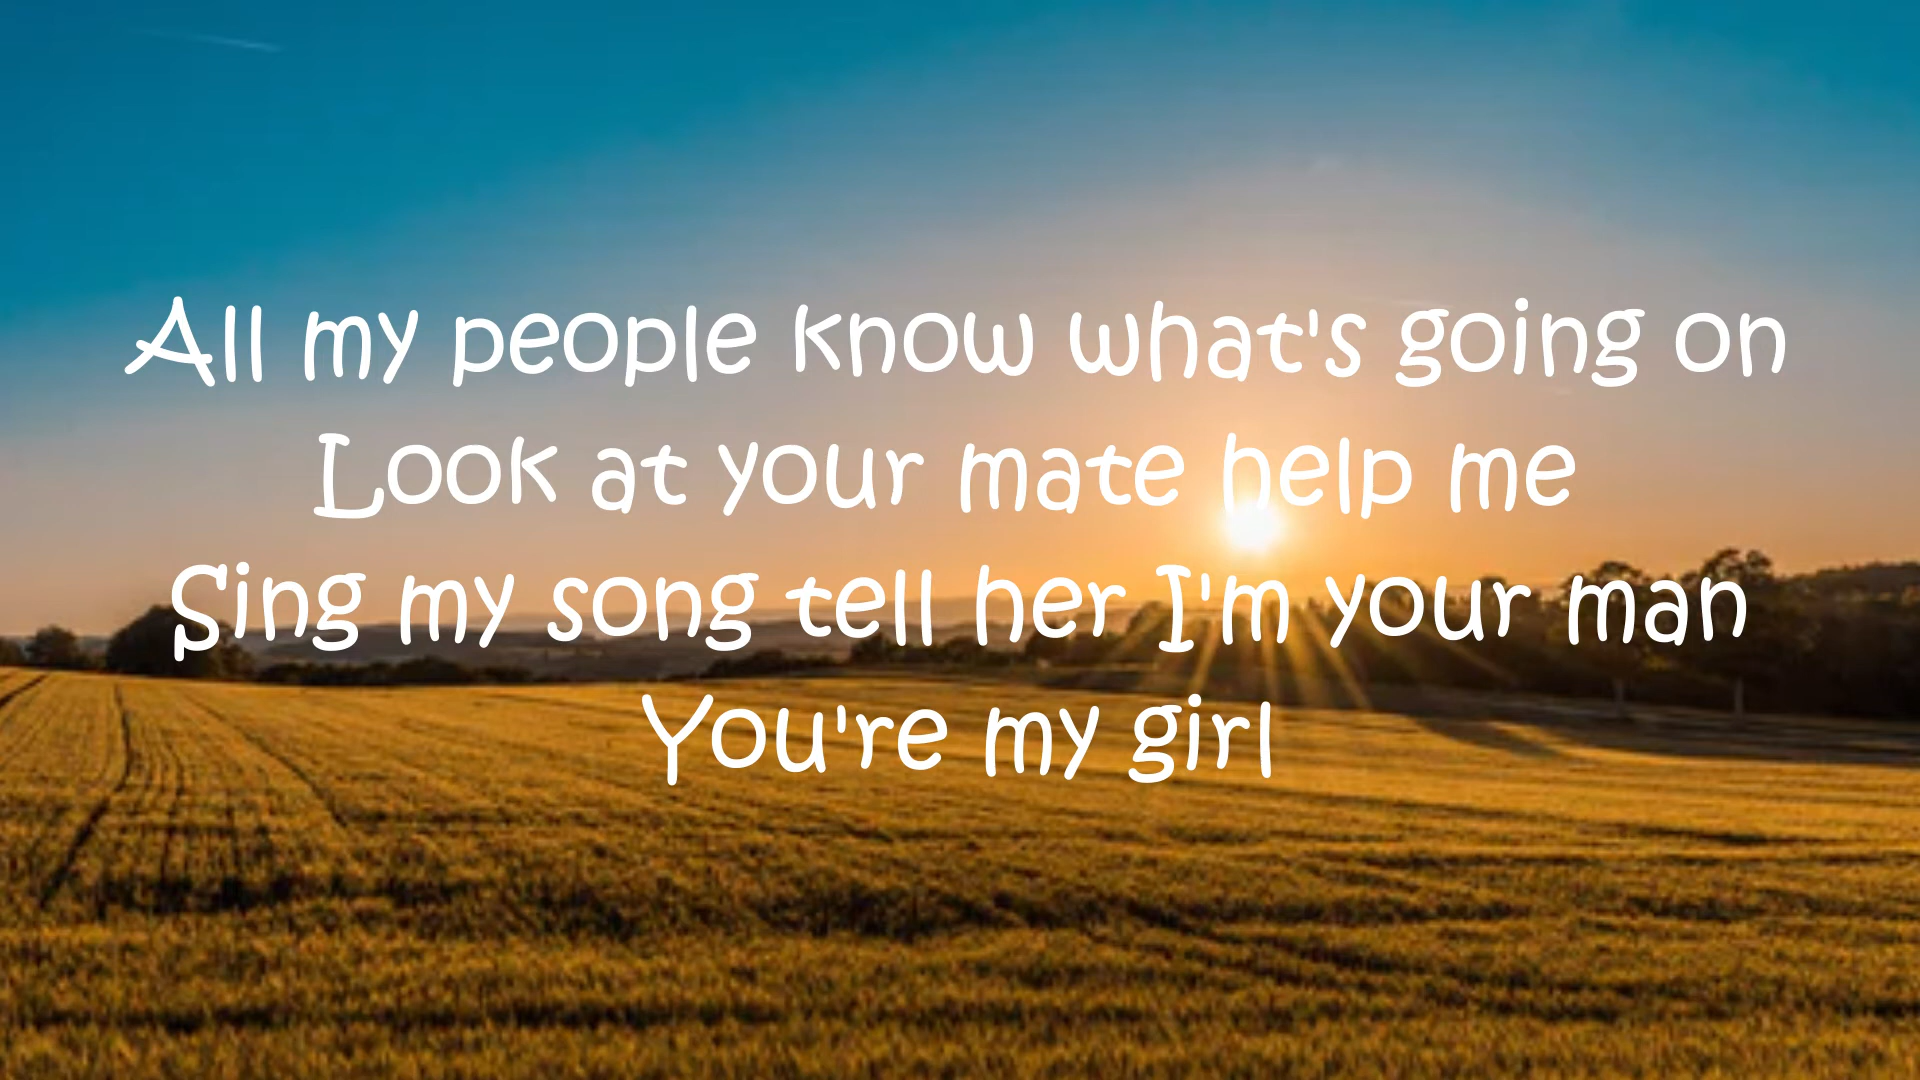 All my people know what's going on
Look at your mate help me
Sing my song tell her I'm your man
You're my girl